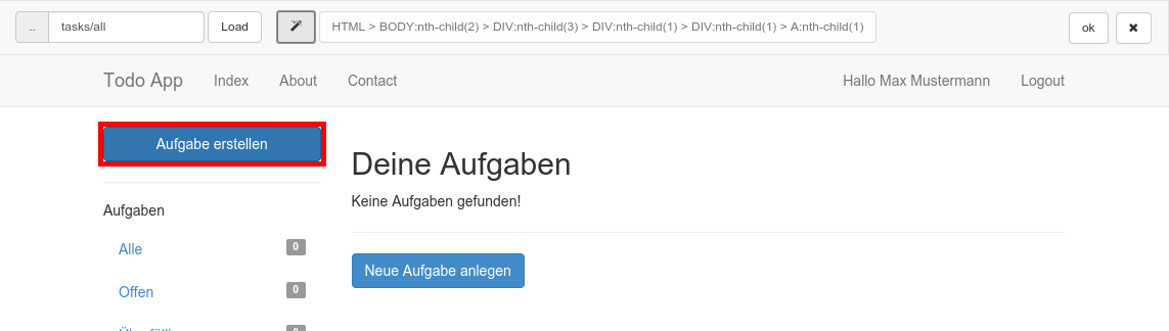 .. tasks/all Load HTML > BODY:nth-child(2) > DIV:nth-child(3) > DIV:nth-child(1) > DIV:nth-child(1) > A:nth-child(1) ok
Todo App Index About Contact Hallo Max Mustermann Logout
Aufgabe erstellen
Deine Aufgaben
Keine Aufgaben gefunden!
Aufgaben
Alle 0
Offen 0
Neue Aufgabe anlegen